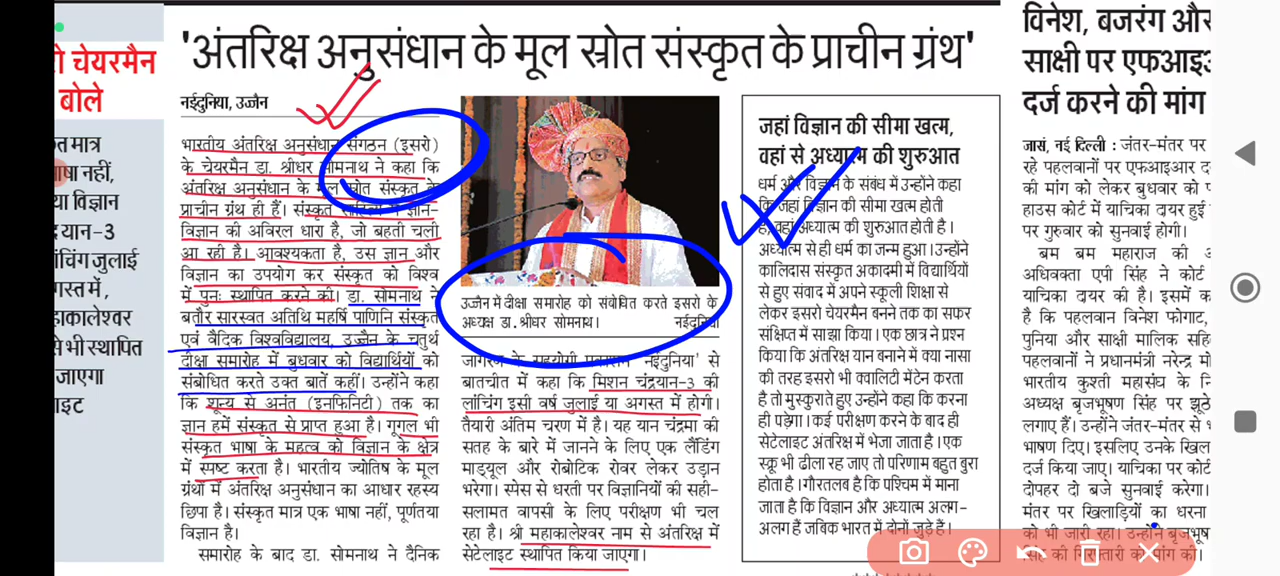 'अंतरिक्ष अनुसंधान के मूल स्रोत संस्कृत के प्राचीन ग्रंथ'
नईदुनिया, उज्जैन
भारतीय अंतरिक्ष अनुसंधान संगठन (इसरो)
के चेयरमैन डा. श्रीधर सोमनाथ ने कहा कि
अंतरिक्ष अनुसंधान के मूल स्रोत संस्कृत के
प्राचीन ग्रंथ ही हैं। संस्कृत साहित्य में ज्ञान-
विज्ञान की अविरल धारा है, जो बहती चली
आ रही है। आवश्यकता है, उस ज्ञान और
विज्ञान का उपयोग कर संस्कृत को विश्व
में पुनः स्थापित करने की। डा. सोमनाथ ने
बतौर सारस्वत अतिथि महर्षि पाणिनि संस्कृत
एवं वैदिक विश्वविद्यालय, उज्जैन के चतुर्थ
दीक्षा समारोह में बुधवार को विद्यार्थियों को
संबोधित करते उक्त बातें कहीं। उन्होंने कहा
कि शून्य से अनंत (इनफिनिटी) तक का
ज्ञान हमें संस्कृत से प्राप्त हुआ है। गूगल भी
संस्कृत भाषा के महत्व को विज्ञान के क्षेत्र
में स्पष्ट करता है। भारतीय ज्योतिष के मूल
ग्रंथों में अंतरिक्ष अनुसंधान का आधार रहस्य
छिपा है। संस्कृत मात्र एक भाषा नहीं, पूर्णतया
विज्ञान है।
समारोह के बाद डा. सोमनाथ ने दैनिक
उज्जैन में दीक्षा समारोह को संबोधित करते इसरो के
अध्यक्ष डा. श्रीधर सोमनाथ। नईदुनिया
जागरण के सहयोगी प्रकाशन 'नईदुनिया' से
बातचीत में कहा कि मिशन चंद्रयान-3 की
लांचिंग इसी वर्ष जुलाई या अगस्त में होगी।
तैयारी अंतिम चरण में है। यह यान चंद्रमा की
सतह के बारे में जानने के लिए एक लैंडिंग
माड्यूल और रोबोटिक रोवर लेकर उड़ान
भरेगा। स्पेस से धरती पर विज्ञानियों की सही-
सलामत वापसी के लिए परीक्षण भी चल
रहा है। श्री महाकालेश्वर नाम से अंतरिक्ष में
सेटेलाइट स्थापित किया जाएगा।
जहां विज्ञान की सीमा खत्म,
वहां से अध्यात्म की शुरुआत
धर्म और विज्ञान के संबंध में उन्होंने कहा
कि जहां विज्ञान की सीमा खत्म होती
है, वहां अध्यात्म की शुरुआत होती है।
अध्यात्म से ही धर्म का जन्म हुआ। उन्होंने
कालिदास संस्कृत अकादमी में विद्यार्थियों
से हुए संवाद में अपने स्कूली शिक्षा से
लेकर इसरो चेयरमैन बनने तक का सफर
संक्षिप्त में साझा किया। एक छात्र ने प्रश्न
किया कि अंतरिक्ष यान बनाने में क्या नासा
की तरह इसरो भी क्वालिटी मेंटेन करता
है तो मुस्कुराते हुए उन्होंने कहा कि करना
ही पड़ेगा। कई परीक्षण करने के बाद ही
सेटेलाइट अंतरिक्ष में भेजा जाता है। एक
स्क्रू भी ढीला रह जाए तो परिणाम बहुत बुरा
होता है। गौरतलब है कि पश्चिम में माना
जाता है कि विज्ञान और अध्यात्म अलग-
अलग हैं जबकि भारत में दोनों जुड़े हैं।
चेयरमैन
बोले
मात्र
नहीं,
विज्ञान
यान-3
जुलाई
में,
स्थापित
जाएगा
विनेश, बजरंग और
साक्षी पर एफआइ
दर्ज करने की मांग
जासं, नई दिल्ली : जंतर-मंतर पर
रहे पहलवानों पर एफआइआर द
की मांग को लेकर बुधवार को प
हाउस कोर्ट में याचिका दायर हुई
पर गुरुवार को सुनवाई होगी।
बम बम महाराज की
अधिवक्ता एपी सिंह ने कोर्ट
याचिका दायर की है। इसमें क
है कि पहलवान विनेश फोगाट,
पुनिया और साक्षी मालिक सहि
पहलवानों ने प्रधानमंत्री नरेन्द्र मो
भारतीय कुश्ती महासंघ के नि
अध्यक्ष बृजभूषण सिंह पर झूठे
लगाए हैं। उन्होंने जंतर-मंतर से
भाषण दिए। इसलिए उनके खिल
दर्ज किया जाए। याचिका पर कोर्ट
दोपहर दो बजे सुनवाई करेगा।
मंतर पर खिलाड़ियों का धरना
को भी जारी रहा। उन्होंने बृजभूष
सिंह की गिरफ्तारी की मांग की।